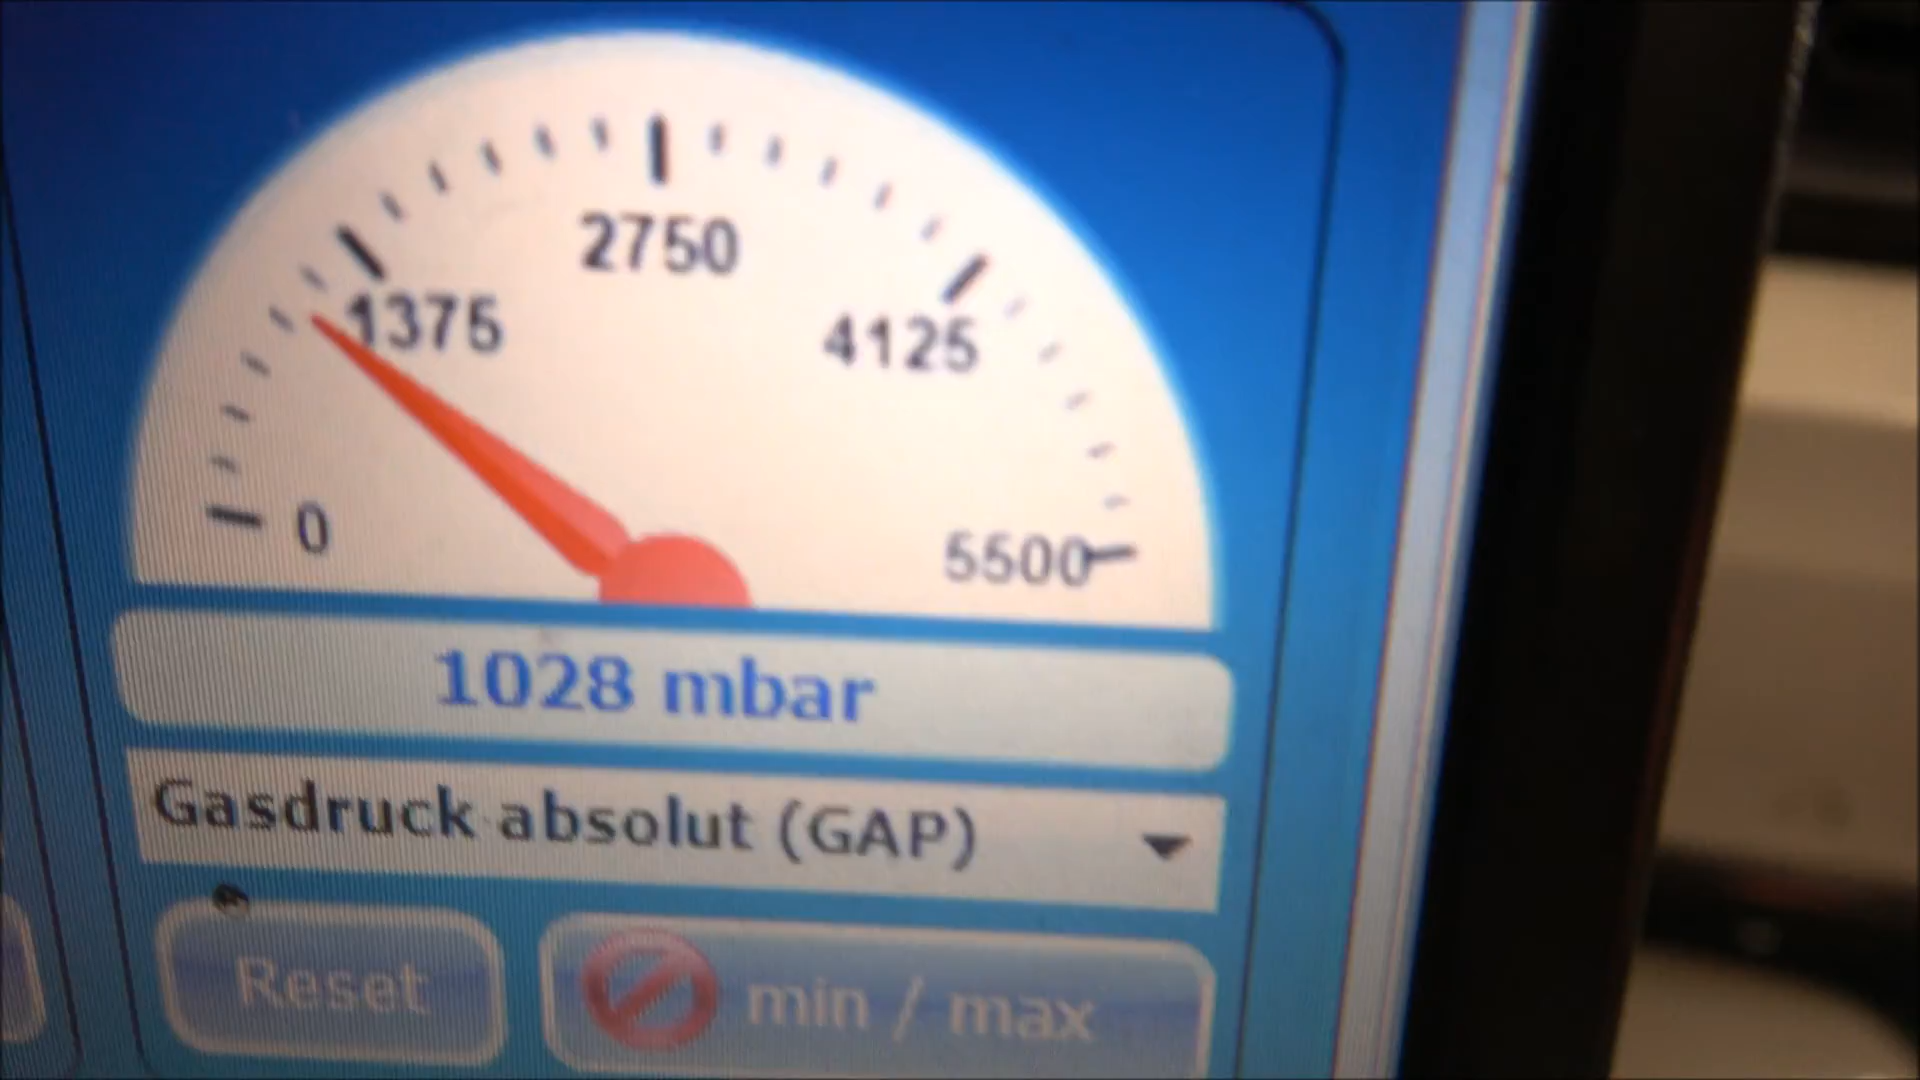 2750
1375
4125
0
5500
1028 mbar
Gasdruck absolut (GAP)
Reset
min / max